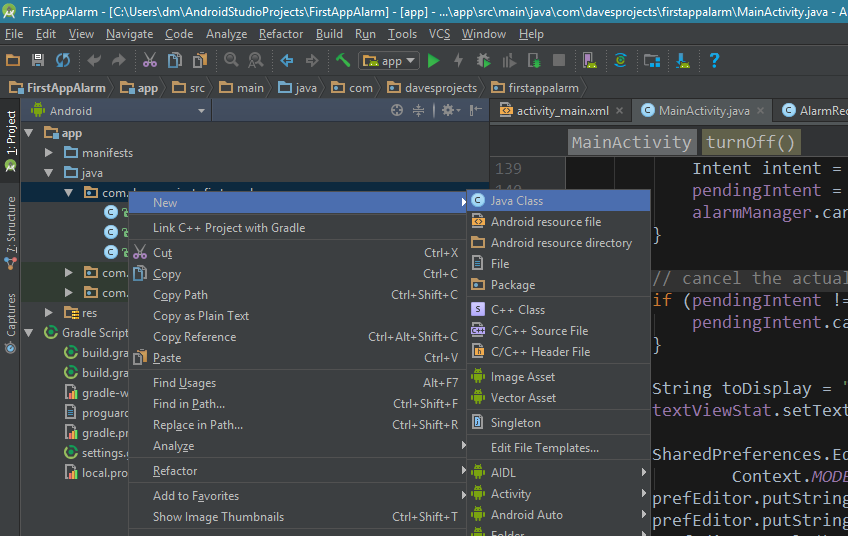 FirstAppAlarm - [C:\Users\dm\AndroidStudioProjects\FirstAppAlarm] - [app] - ...\app\src\main\java\com\davesprojects\firstappalarm\MainActivity.java - A
File Edit View Navigate Code Analyze Refactor Build Run Tools VCS Window Help
app
FirstAppAlarm app src main java com davesprojects firstappalarm
Android
activity_main.xml MainActivity.java AlarmRec
1: Project
7: Structure
Captures
app
manifests
java
com.
com.
com.
res
Gradle Script
build.gra
build.gra
gradle-w
proguard
gradle.pr
settings.g
local.pro
New
Link C++ Project with Gradle
Cut Ctrl+X
Copy Ctrl+C
Copy Path Ctrl+Shift+C
Copy as Plain Text
Copy Reference Ctrl+Alt+Shift+C
Paste Ctrl+V
Find Usages Alt+F7
Find in Path... Ctrl+Shift+F
Replace in Path... Ctrl+Shift+R
Analyze
Refactor
Add to Favorites
Show Image Thumbnails Ctrl+Shift+T
Java Class
Android resource file
Android resource directory
File
Package
C++ Class
C/C++ Source File
C/C++ Header File
Image Asset
Vector Asset
Singleton
Edit File Templates...
AIDL
Activity
Android Auto
Folder
MainActivity turnOff()
139 Intent intent =
140 pendingIntent =
alarmManager.can
}
// cancel the actual
if (pendingIntent !=
pendingIntent.ca
}
String toDisplay = "
textViewStat.setText
SharedPreferences.Ed
Context.MODE
prefEditor.putString
prefEditor.putString